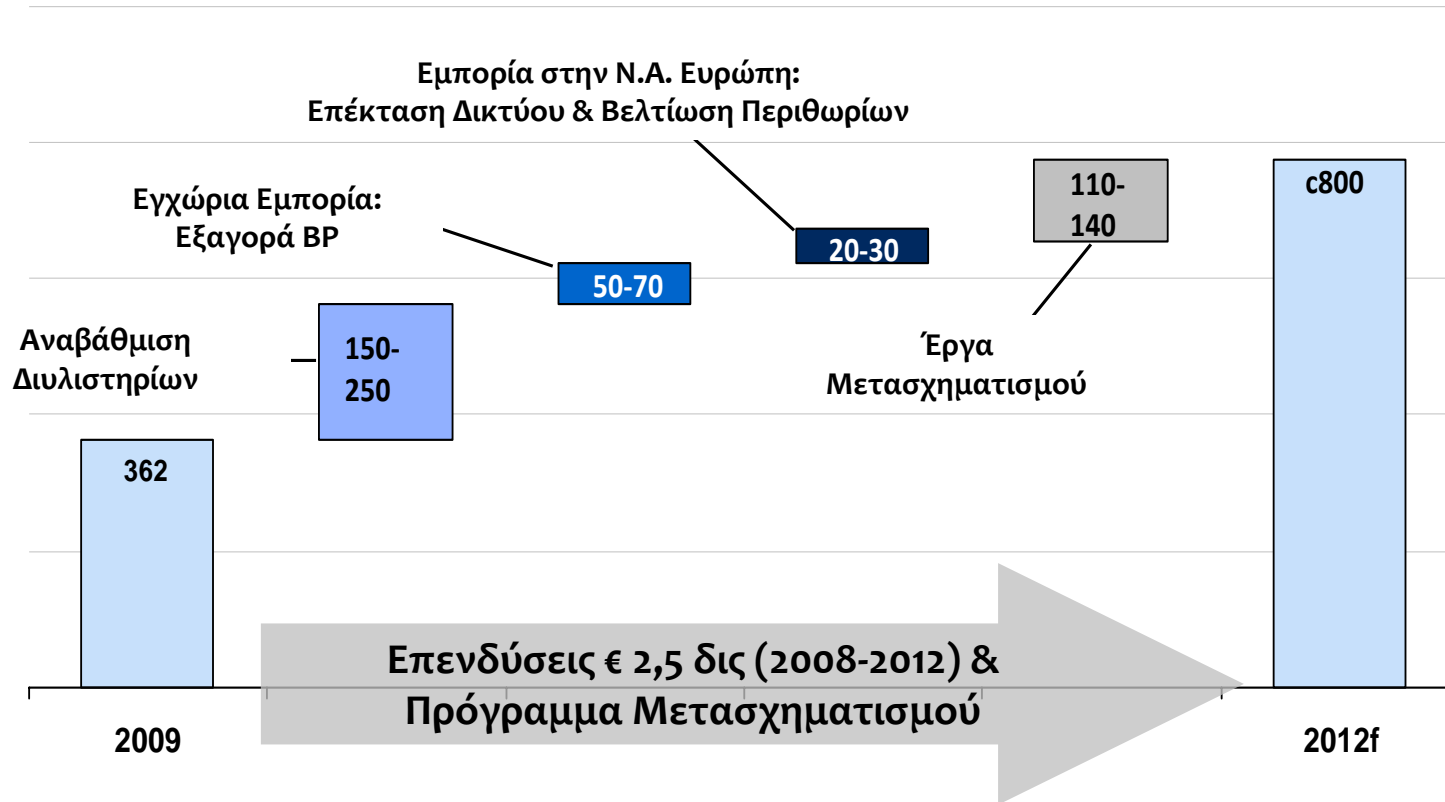 Εμπορία στην Ν.Α. Ευρώπη:
Επέκταση Δικτύου & Βελτίωση Περιθωρίων
Εγχώρια Εμπορία:
Εξαγορά BP
Αναβάθμιση
Διυλιστηρίων
362
150-
250
50-70
20-30
110-
140
Έργα
Μετασχηματισμού
c800
Επενδύσεις € 2,5 δις (2008-2012) &
Πρόγραμμα Μετασχηματισμού
2009
2012f